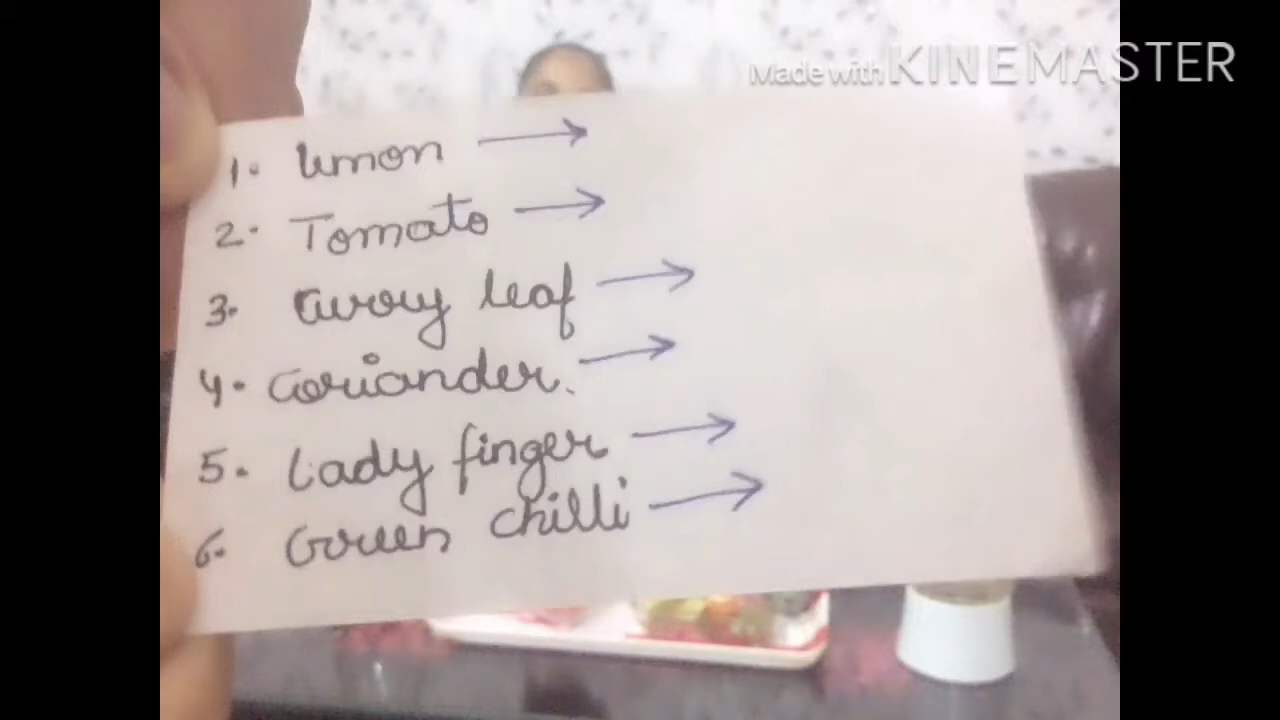 Made with KINEMASTER
1. Lemon →
2. Tomato →
3. Curry leaf →
4. Coriander. →
5. Lady finger →
6. Green chilli →